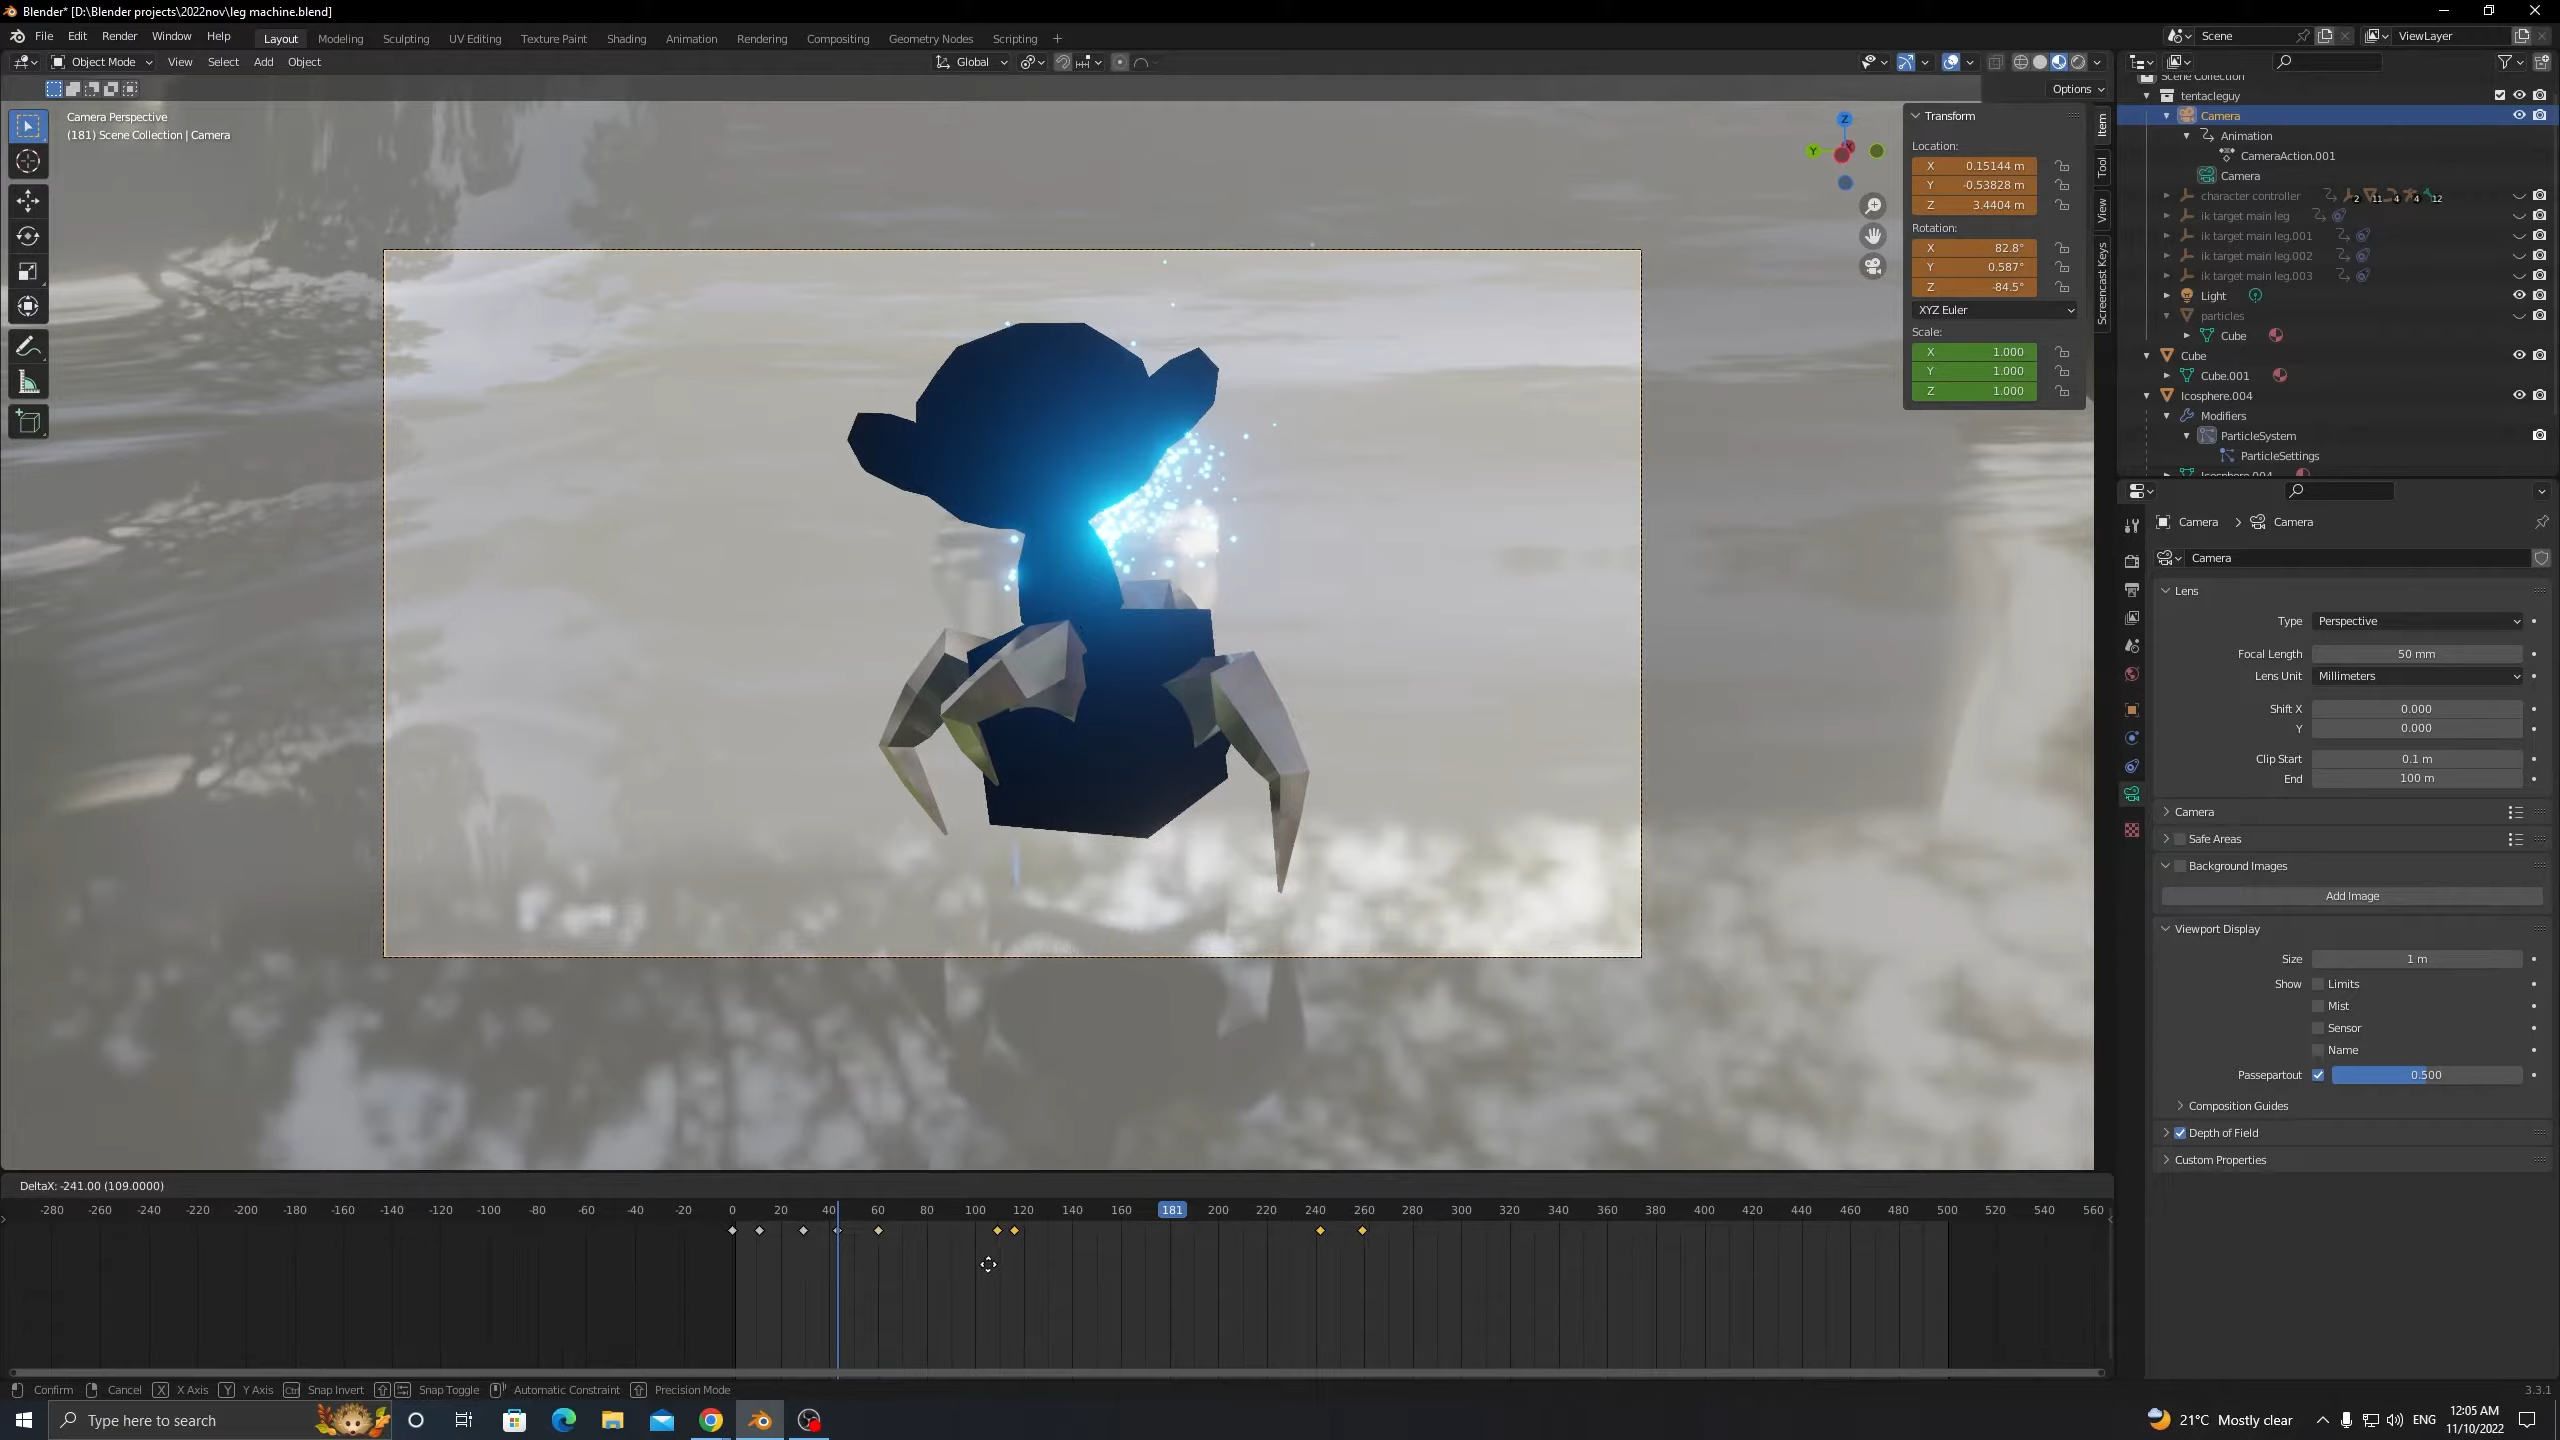 Blender* [D:\Blender projects\2022nov\leg machine.blend]
File Edit Render Window Help Layout Modeling Sculpting UV Editing Texture Paint Shading Animation Rendering Compositing Geometry Nodes Scripting + Scene ViewLayer
Object Mode View Select Add Object Global
Options
Camera Perspective
(181) Scene Collection | Camera
Z
Y
Transform
Location:
X 0.15144 m
Y -0.53828 m
Z 3.4404 m
Rotation:
X 82.8°
Y 0.587°
Z -84.5°
XYZ Euler
Scale:
X 1.000
Y 1.000
Z 1.000
Item
Tool
View
Screencast Keys
Scene Collection
tentacleguy
Camera
Animation
CameraAction.001
Camera
character controller 2 11 4 4 12
ik target main leg
ik target main leg.001
ik target main leg.002
ik target main leg.003
Light
particles
Cube
Cube
Cube.001
Icosphere.004
Modifiers
ParticleSystem
ParticleSettings
Icosphere.004
Camera > Camera
Camera
Lens
Type Perspective
Focal Length 50 mm
Lens Unit Millimeters
Shift X 0.000
Y 0.000
Clip Start 0.1 m
End 100 m
Camera
Safe Areas
Background Images
Add Image
Viewport Display
Size 1 m
Show Limits
Mist
Sensor
Name
Passepartout 0.500
Composition Guides
Depth of Field
Custom Properties
DeltaX: -241.00 (109.0000)
-280 -260 -240 -220 -200 -180 -160 -140 -120 -100 -80 -60 -40 -20 0 20 40 60 80 100 120 140 160 181 200 220 240 260 280 300 320 340 360 380 400 420 440 460 480 500 520 540 560
Confirm Cancel X X Axis Y Y Axis Ctrl Snap Invert Snap Toggle Automatic Constraint Precision Mode 3.3.1
Type here to search
21°C Mostly clear ENG
12:05 AM
11/10/2022